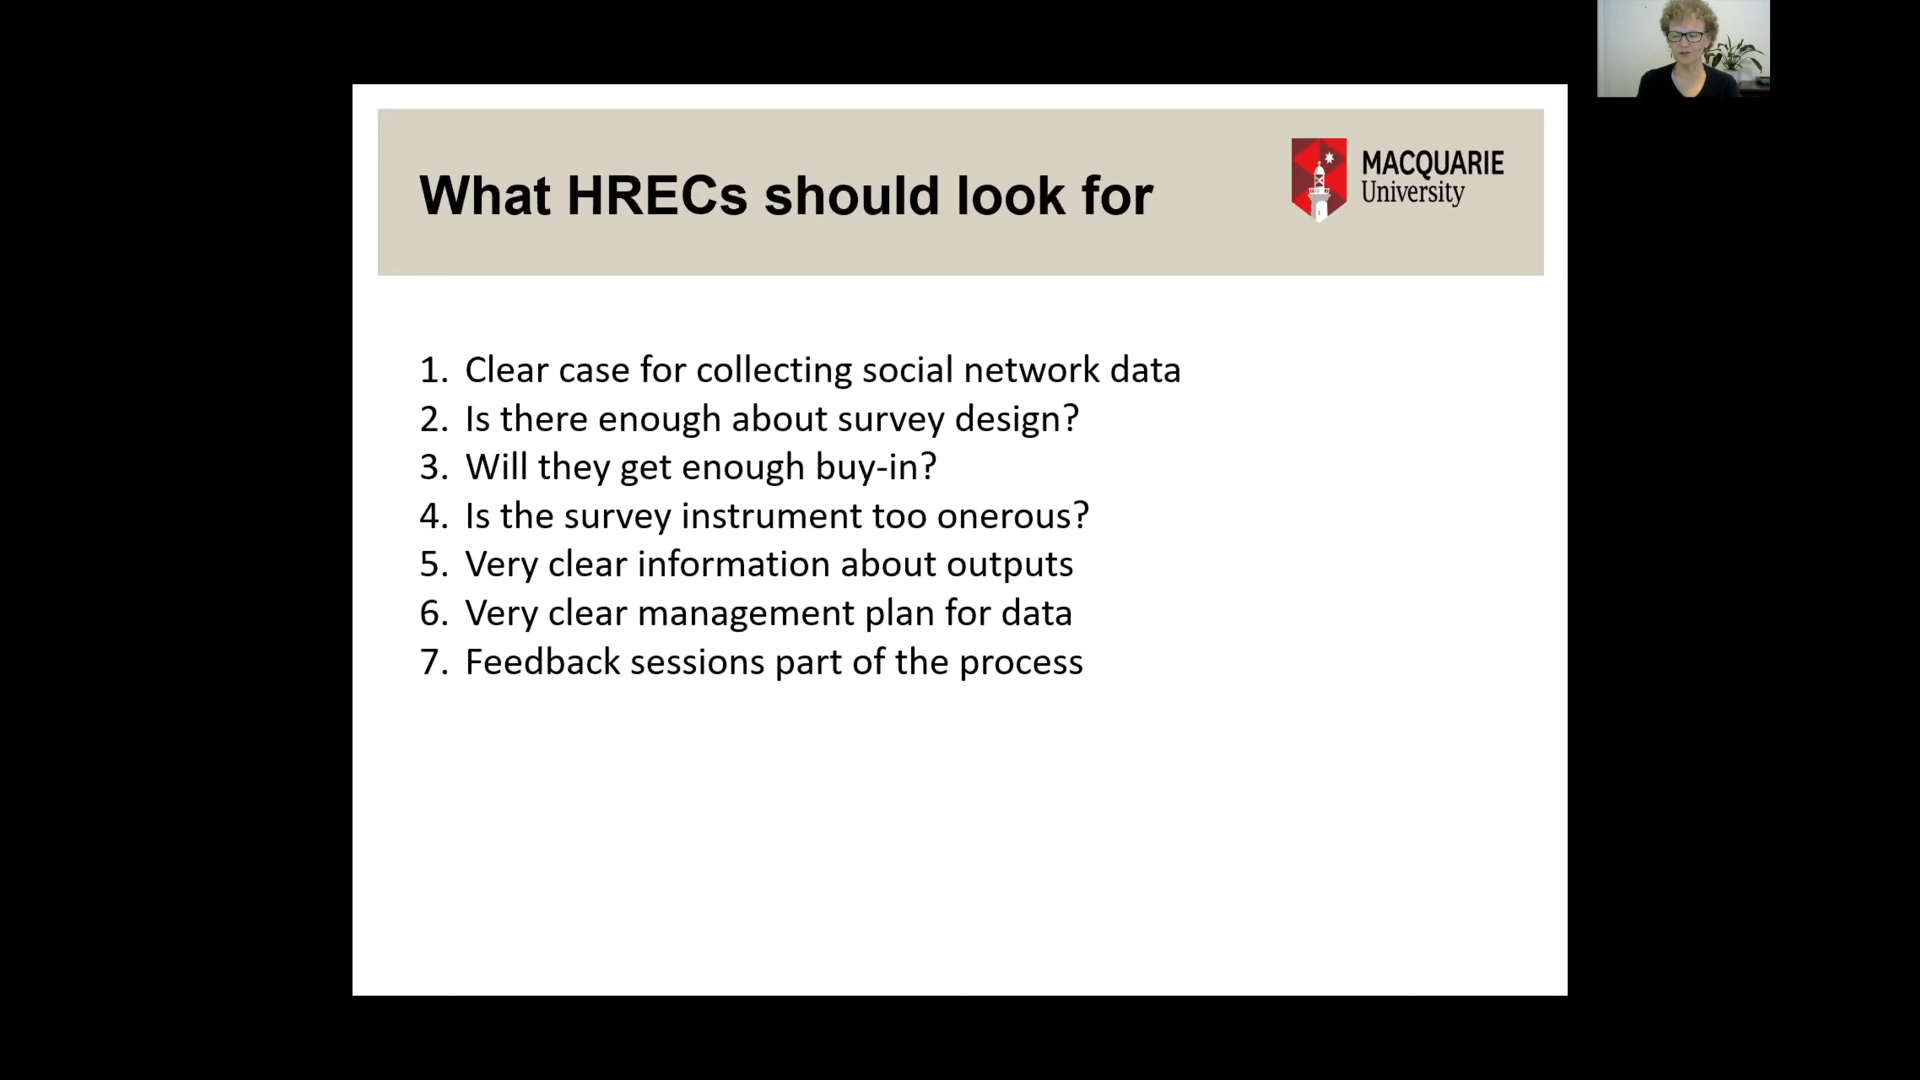 What HRECs should look for
MACQUARIE
University
1. Clear case for collecting social network data
2. Is there enough about survey design?
3. Will they get enough buy-in?
4. Is the survey instrument too onerous?
5. Very clear information about outputs
6. Very clear management plan for data
7. Feedback sessions part of the process